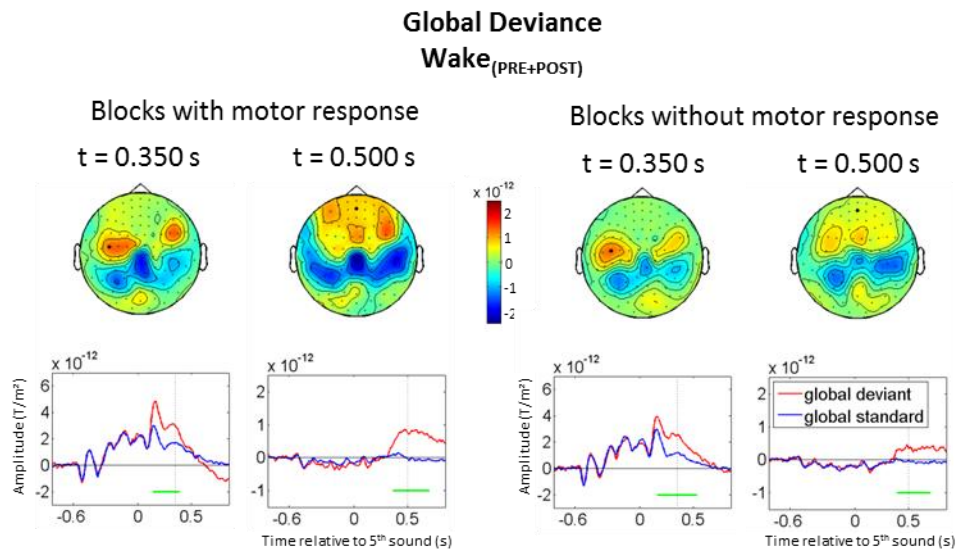 Global Deviance
Wake(PRE+POST)
Blocks with motor response
Blocks without motor response
t = 0.350 s
t = 0.500 s
t = 0.350 s
t = 0.500 s
x 10-12
2
1
0
-1
-2
x 10-12
x 10-12
x 10-12
x 10-12
Amplitude (T/m²)
6
4
2
0
-2
-0.6
0
0.5
2
1
0
-1
-0.6
0.5
Time relative to 5th sound (s)
Amplitude (T/m²)
6
4
2
0
-2
-0.6
0
0.5
2
1
0
-1
-0.6
0.5
global deviant
global standard
Time relative to 5th sound (s)